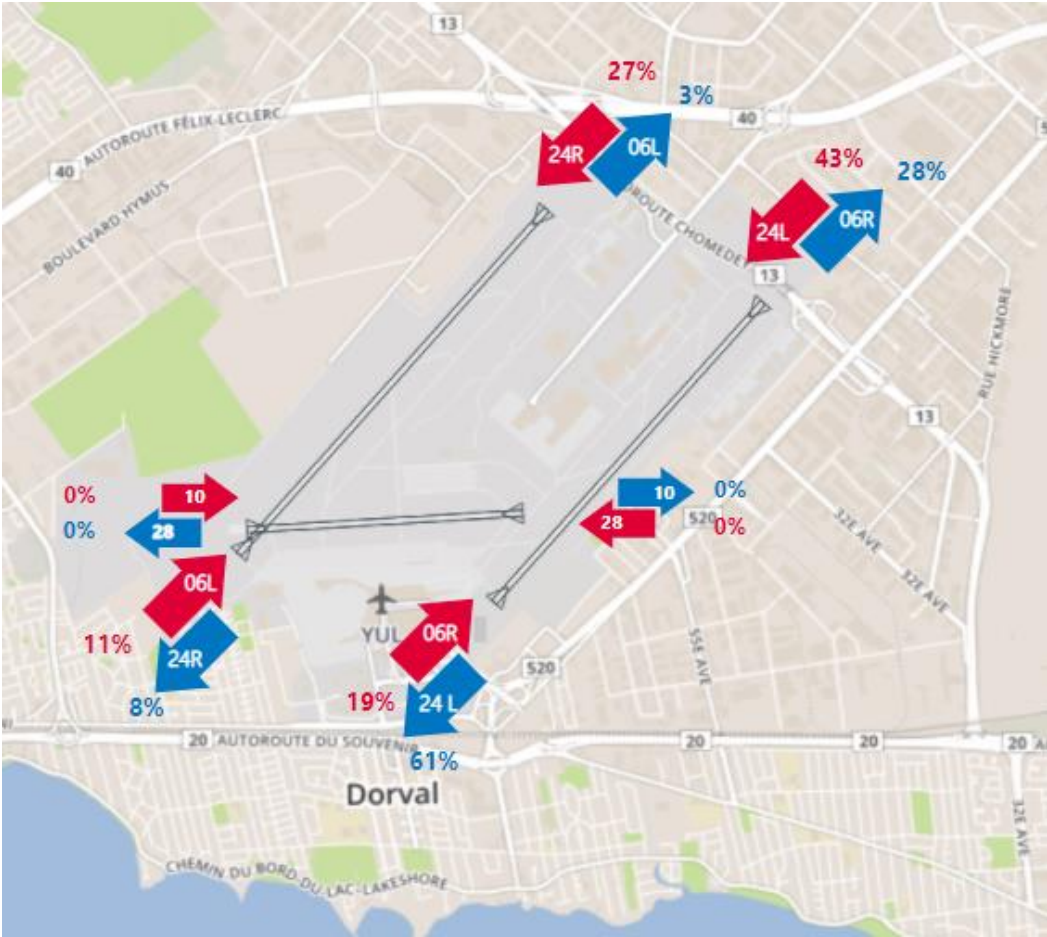 13
27%
3%
40
AUTOROUTE FÉLIX-LECLERC
24R
06L
43%
28%
40
BOULEVARD HYMUS
ROUTE CHOMEDEY
24L
06R
13
RUE HICKMORE
13
0%
10
10
0%
0%
28
28
520
0%
32E AVE
32E AVE
06L
YUL
06R
11%
24R
55E AVE
520
8%
19%
24 L
20
AUTOROUTE DU SOUVENIR
20
20
20
61%
Dorval
32E AVE
CHEMIN DU BORD-DU-LAC-LAKESHORE